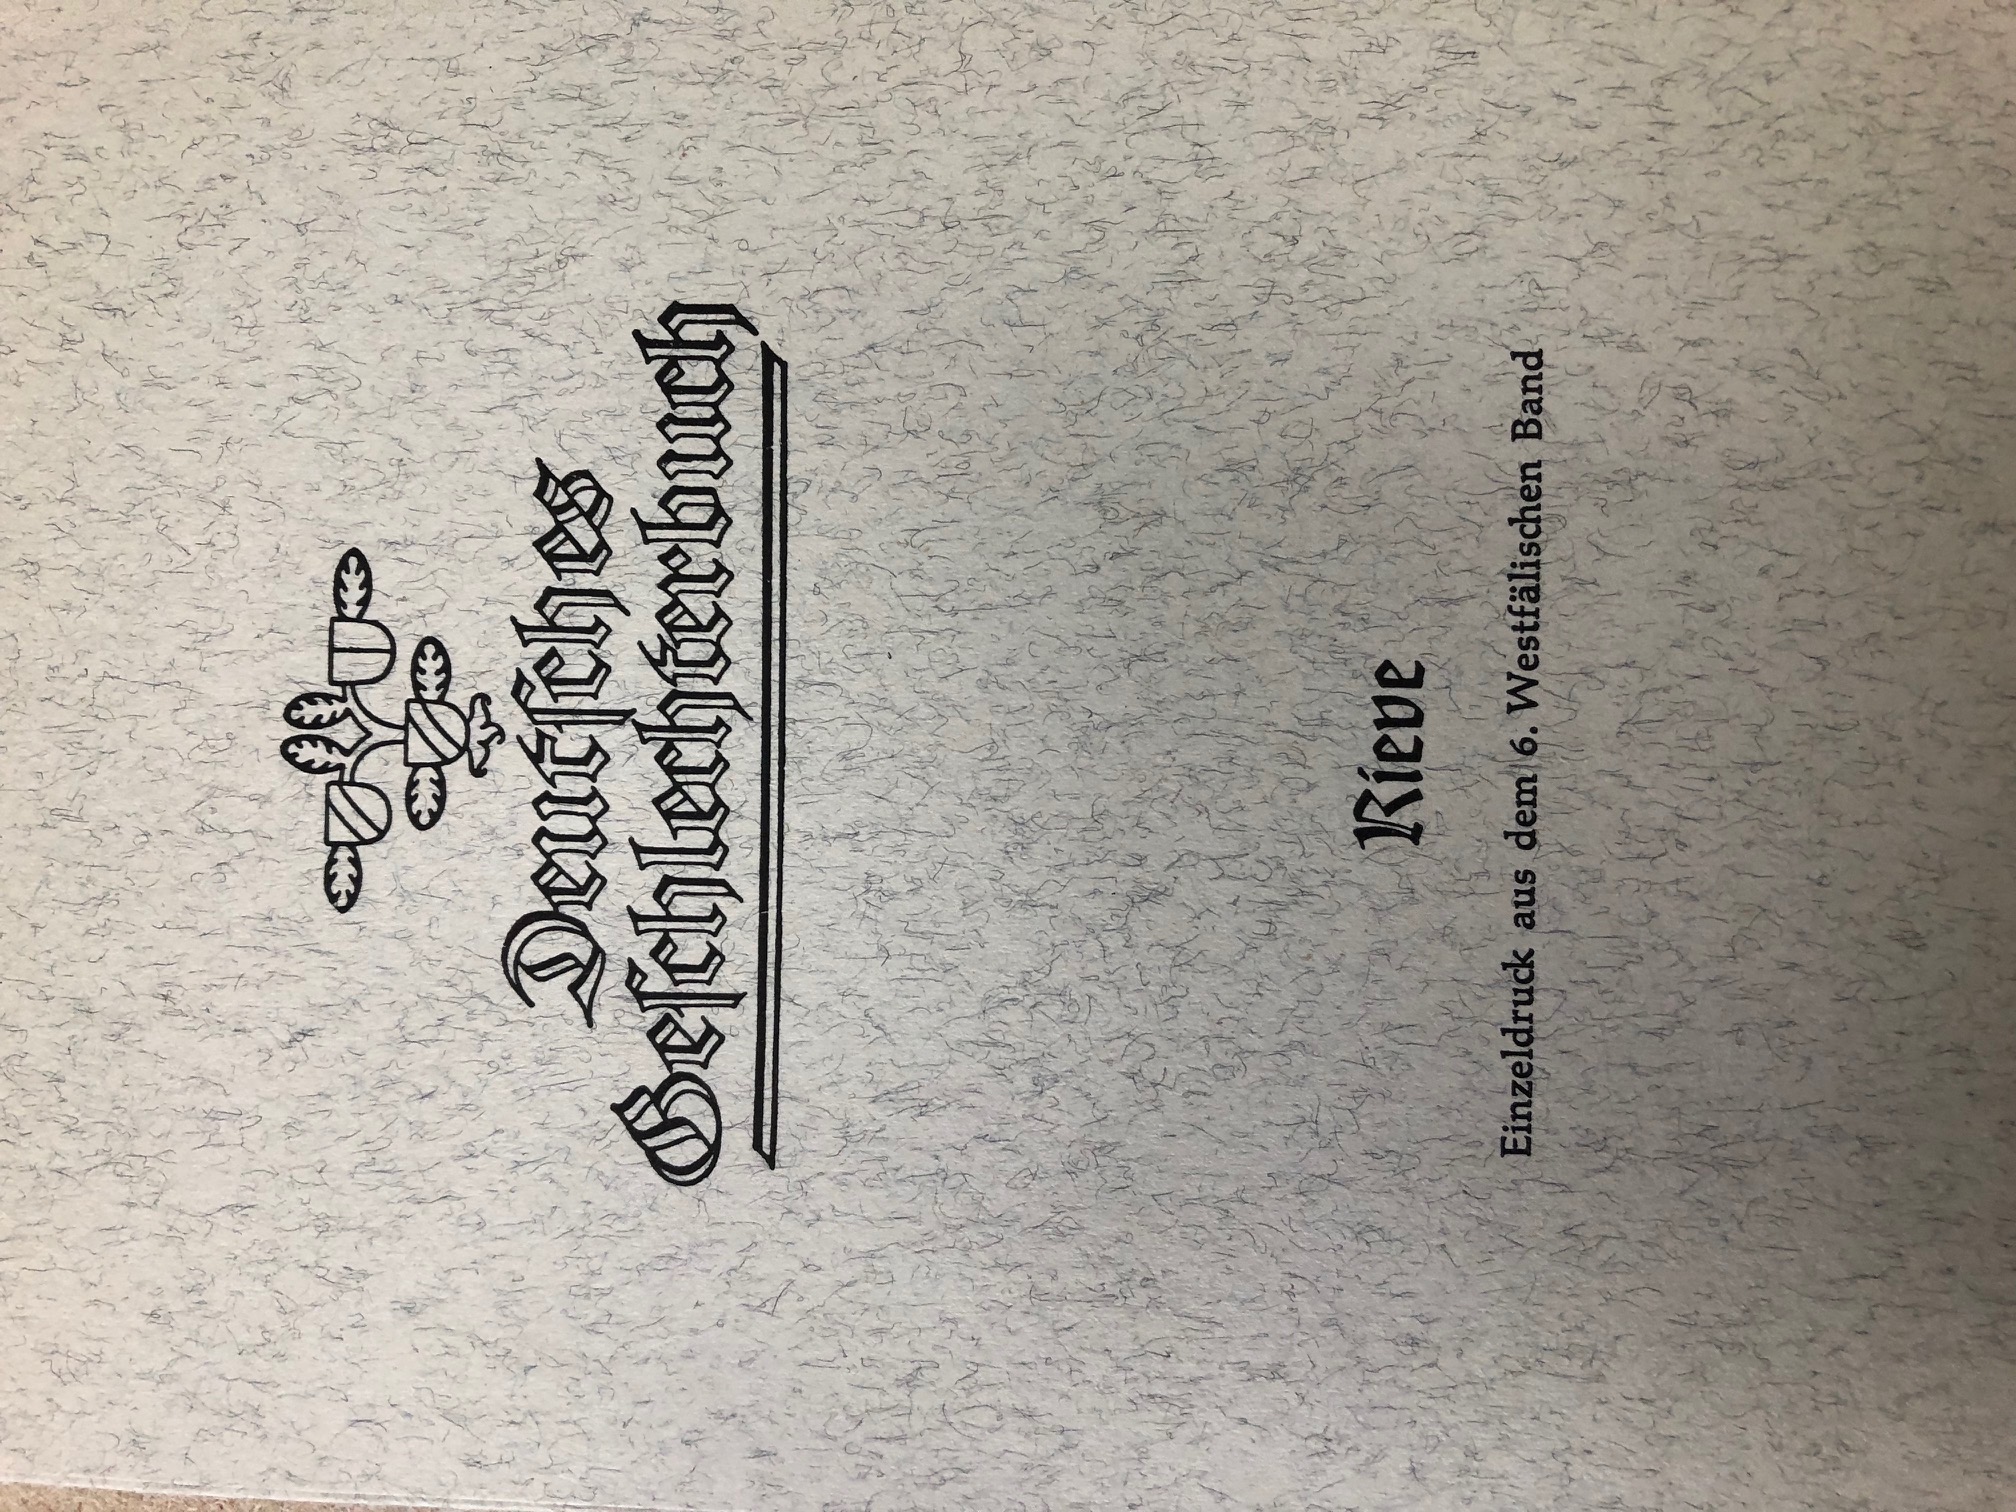 Deutſches
Geſchlechterbuch
Rieve
Einzeldruck aus dem 6. Westfälischen Band